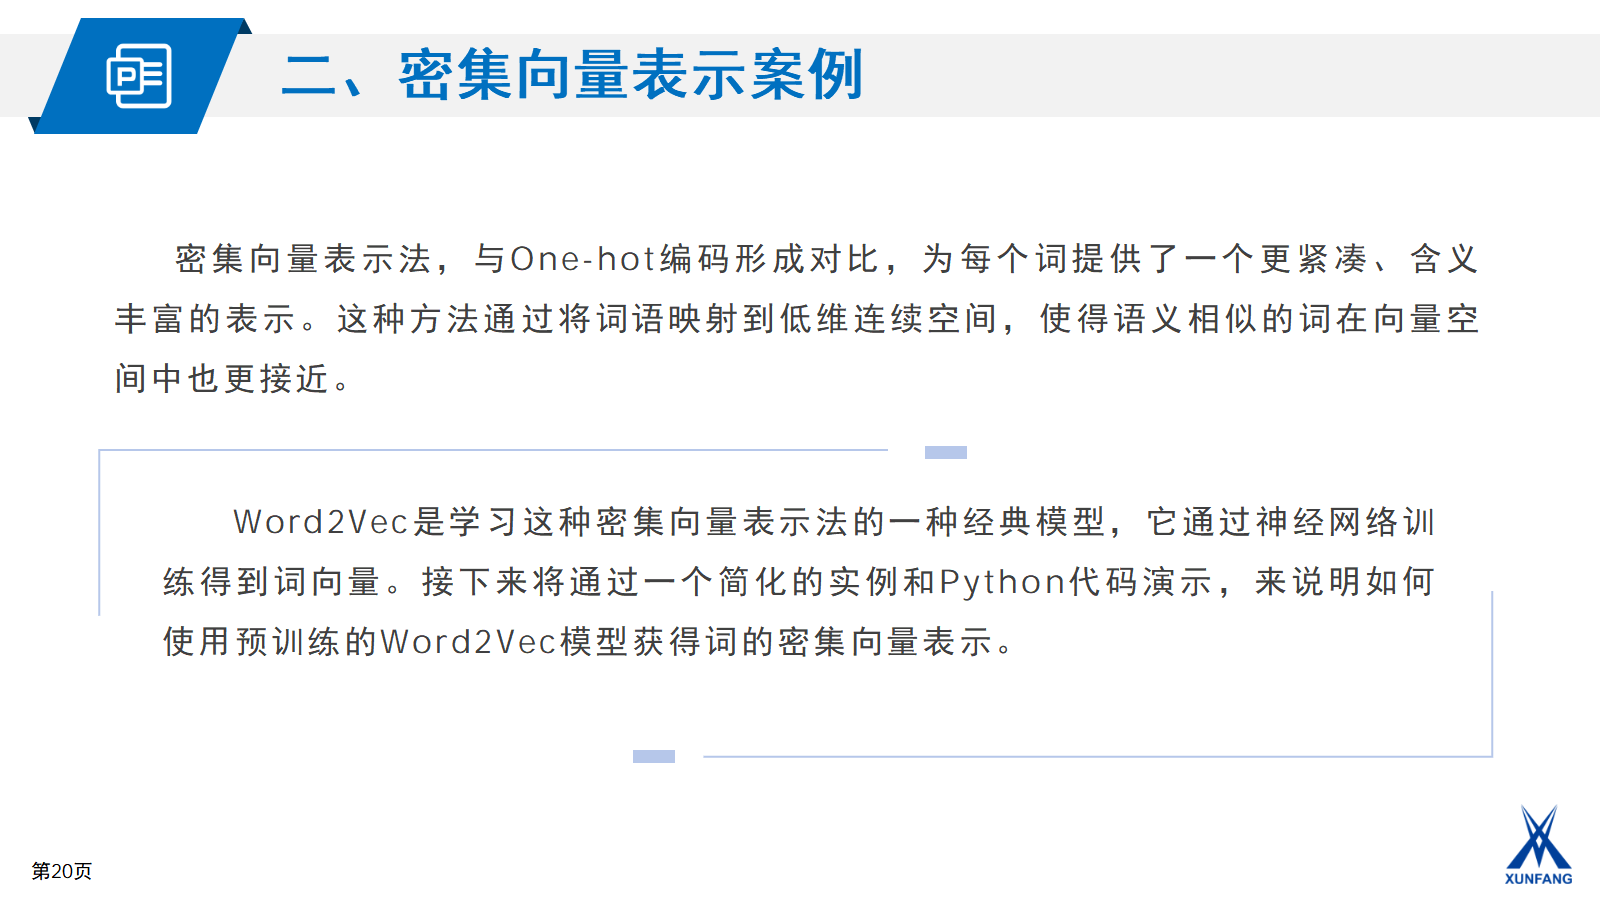 二、密集向量表示案例
密集向量表示法，与One-hot编码形成对比，为每个词提供了一个更紧凑、含义
丰富的表示。这种方法通过将词语映射到低维连续空间，使得语义相似的词在向量空
间中也更接近。
Word2Vec是学习这种密集向量表示法的一种经典模型，它通过神经网络训
练得到词向量。接下来将通过一个简化的实例和Python代码演示，来说明如何
使用预训练的Word2Vec模型获得词的密集向量表示。
第20页
XUNFANG